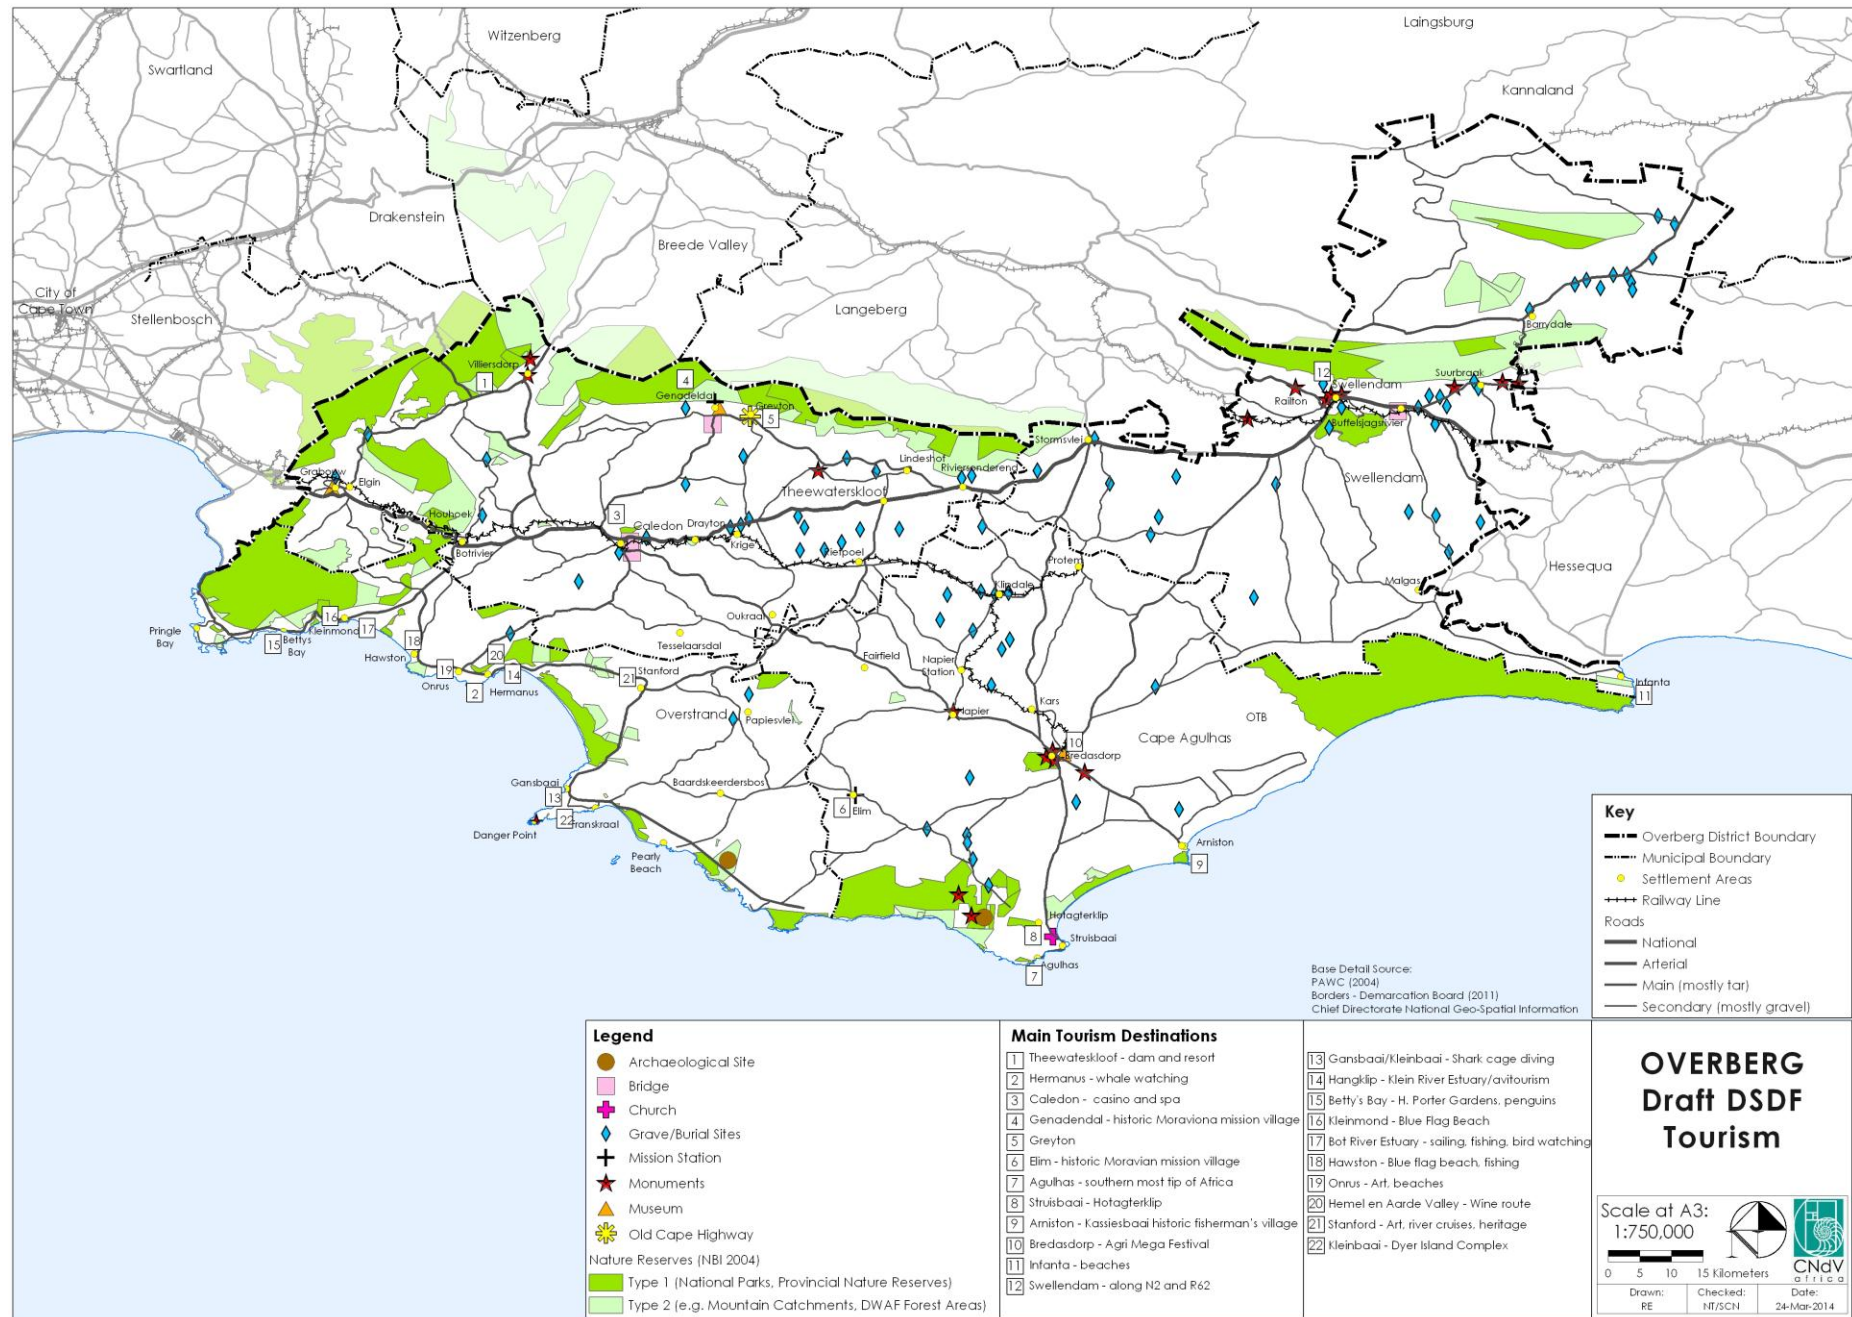 Laingsburg
Witzenberg
Swartland
Kannaland
Drakenstein
Breede Valley
City of
Cape Town
Stellenbosch
Langeberg
Barrydale
Villiersdorp
1
4
12
Swellendam
Suurbraak
Genadeldal
Greyton
5
Railton
Buffelsjagsrivier
Stormsvlei
Grabouw
Elgin
Lindeshof
Riviersonderend
Swellendam
Theewaterskloof
Houhoek
3
Caledon
Drayton
Krige
Botrivier
Rietpoel
Protem
Hessequa
Klipdale
Malgas
16
Kleinmond
17
Oukraal
Pringle
Bay
15
Bettys
Bay
18
Hawston
Tesselaarsdal
20
Fairfield
Napier
Station
19
Onrus
2
14
Hermanus
21
Stanford
Infanta
11
Overstrand
Papiesvlei
Napier
Kars
OTB
Cape Agulhas
10
Bredasdorp
Gansbaai
13
Baardskeerdersbos
6
Elim
Danger Point
22
Franskraal
Pearly
Beach
Arniston
9
Hotagterklip
8
Struisbaai
Agulhas
7
Key
Overberg District Boundary
Municipal Boundary
Settlement Areas
Railway Line
Roads
National
Arterial
Main (mostly tar)
Secondary (mostly gravel)
Base Detail Source:
PAWC (2004)
Borders - Demarcation Board (2011)
Chief Directorate National Geo-Spatial Information
Legend
Archaeological Site
Bridge
Church
Grave/Burial Sites
Mission Station
Monuments
Museum
Old Cape Highway
Nature Reserves (NBI 2004)
Type 1 (National Parks, Provincial Nature Reserves)
Type 2 (e.g. Mountain Catchments, DWAF Forest Areas)
Main Tourism Destinations
1 Theewateskloof - dam and resort
2 Hermanus - whale watching
3 Caledon - casino and spa
4 Genadendal - historic Moraviona mission village
5 Greyton
6 Elim - historic Moravian mission village
7 Agulhas - southern most tip of Africa
8 Struisbaai - Hotagterklip
9 Arniston - Kassiesbaai historic fisherman's village
10 Bredasdorp - Agri Mega Festival
11 Infanta - beaches
12 Swellendam - along N2 and R62
13 Gansbaai/Kleinbaai - Shark cage diving
14 Hangklip - Klein River Estuary/avitourism
15 Betty's Bay - H. Porter Gardens, penguins
16 Kleinmond - Blue Flag Beach
17 Bot River Estuary - sailing, fishing, bird watching
18 Hawston - Blue flag beach, fishing
19 Onrus - Art, beaches
20 Hemel en Aarde Valley - Wine route
21 Stanford - Art, river cruises, heritage
22 Kleinbaai - Dyer Island Complex
OVERBERG
Draft DSDF
Tourism
Scale at A3:
1:750,000
0 5 10 15 Kilometers
CNdV
africa
Drawn:
RE
Checked:
NT/SCN
Date:
24-Mar-2014